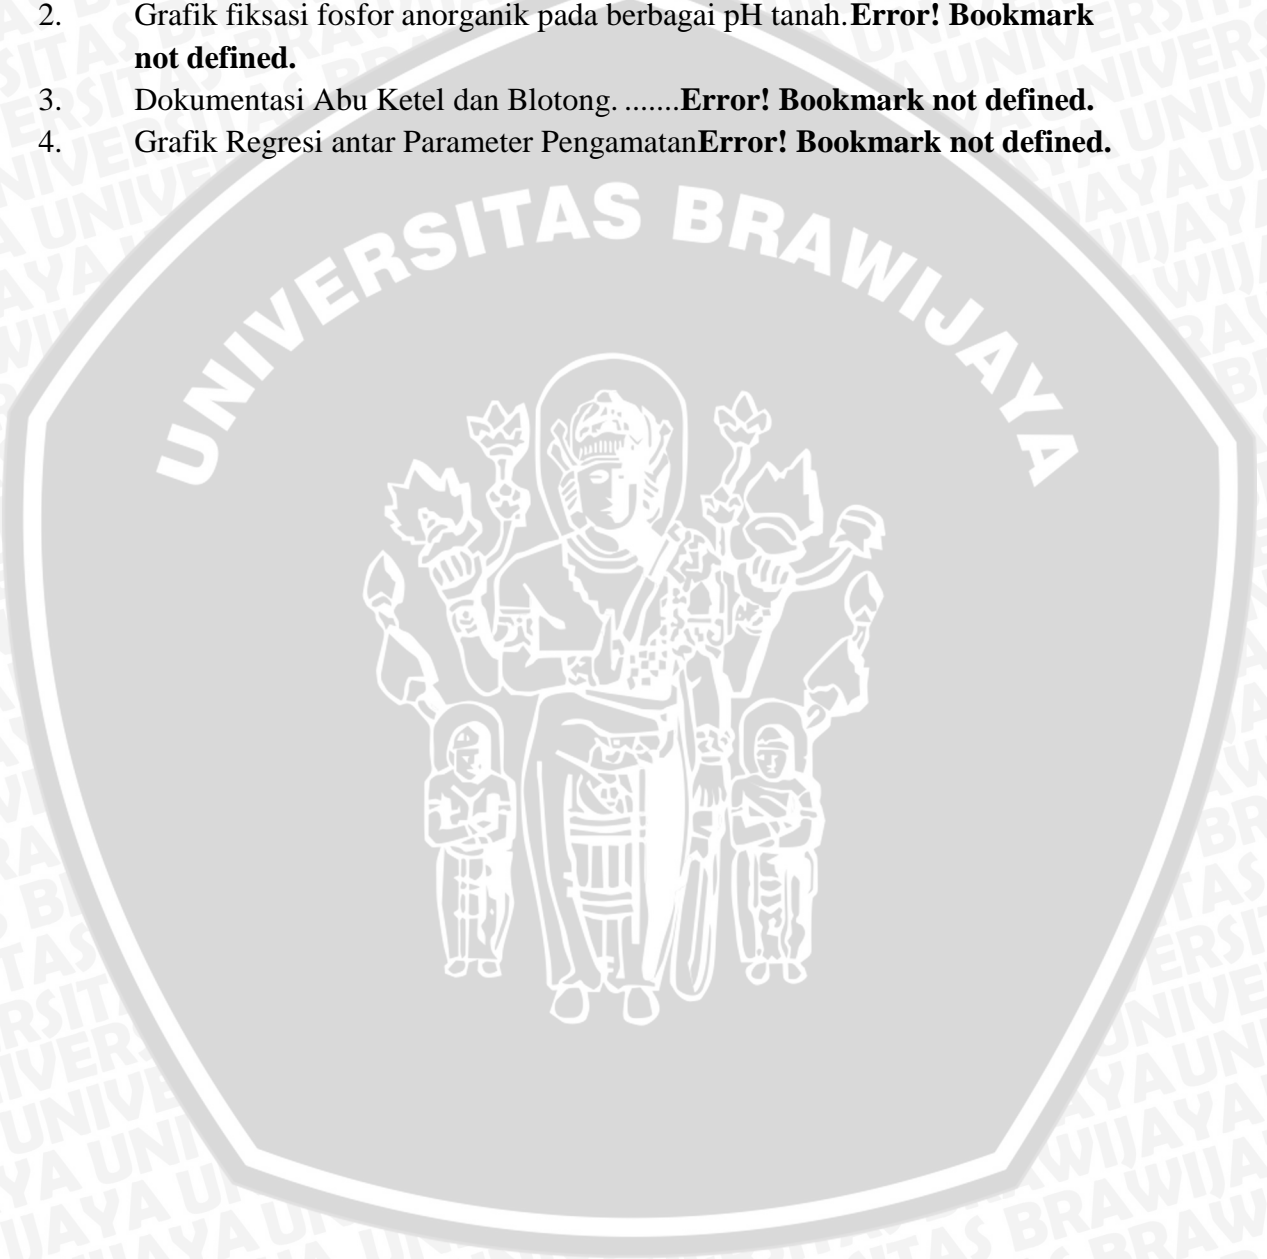 2. Grafik fiksasi fosfor anorganik pada berbagai pH tanah.Error! Bookmark
not defined.
3. Dokumentasi Abu Ketel dan Blotong. .......Error! Bookmark not defined.
4. Grafik Regresi antar Parameter PengamatanError! Bookmark not defined.
UNIVERSITAS BRAWIJAYA